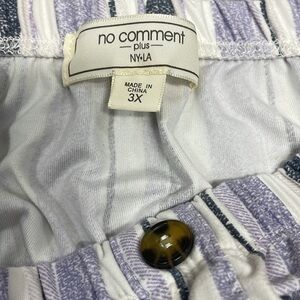 no comment
plus
NY•LA
MADE IN
CHINA
3X